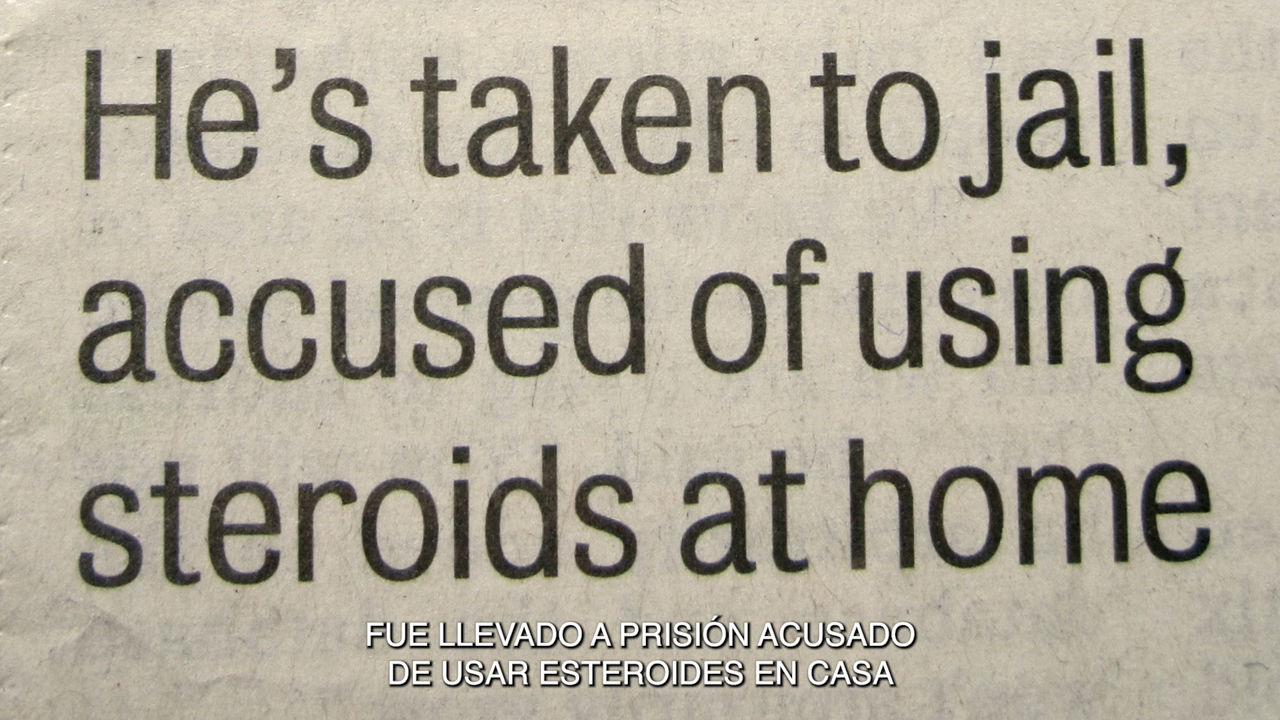 He’s taken to jail,
accused of using
steroids at home
FUE LLEVADO A PRISIÓN ACUSADO
DE USAR ESTEROIDES EN CASA